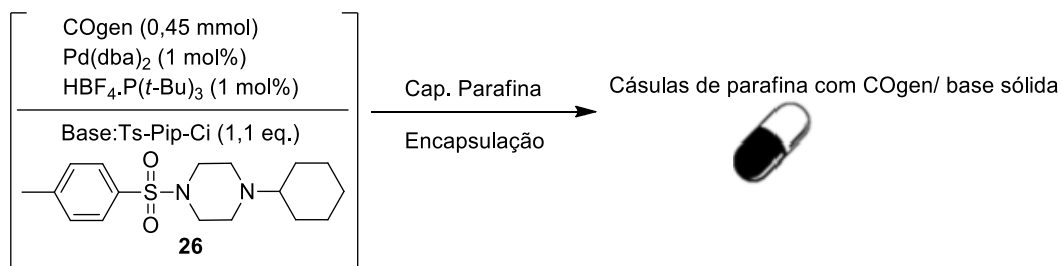 COgen (0,45 mmol)
Pd(dba)2 (1 mol%)
HBF4.P(t-Bu)3 (1 mol%)
Base:Ts-Pip-Ci (1,1 eq.)
O
S
O
N
N
26
Cap. Parafina
Encapsulação
Cásulas de parafina com COgen/ base sólida